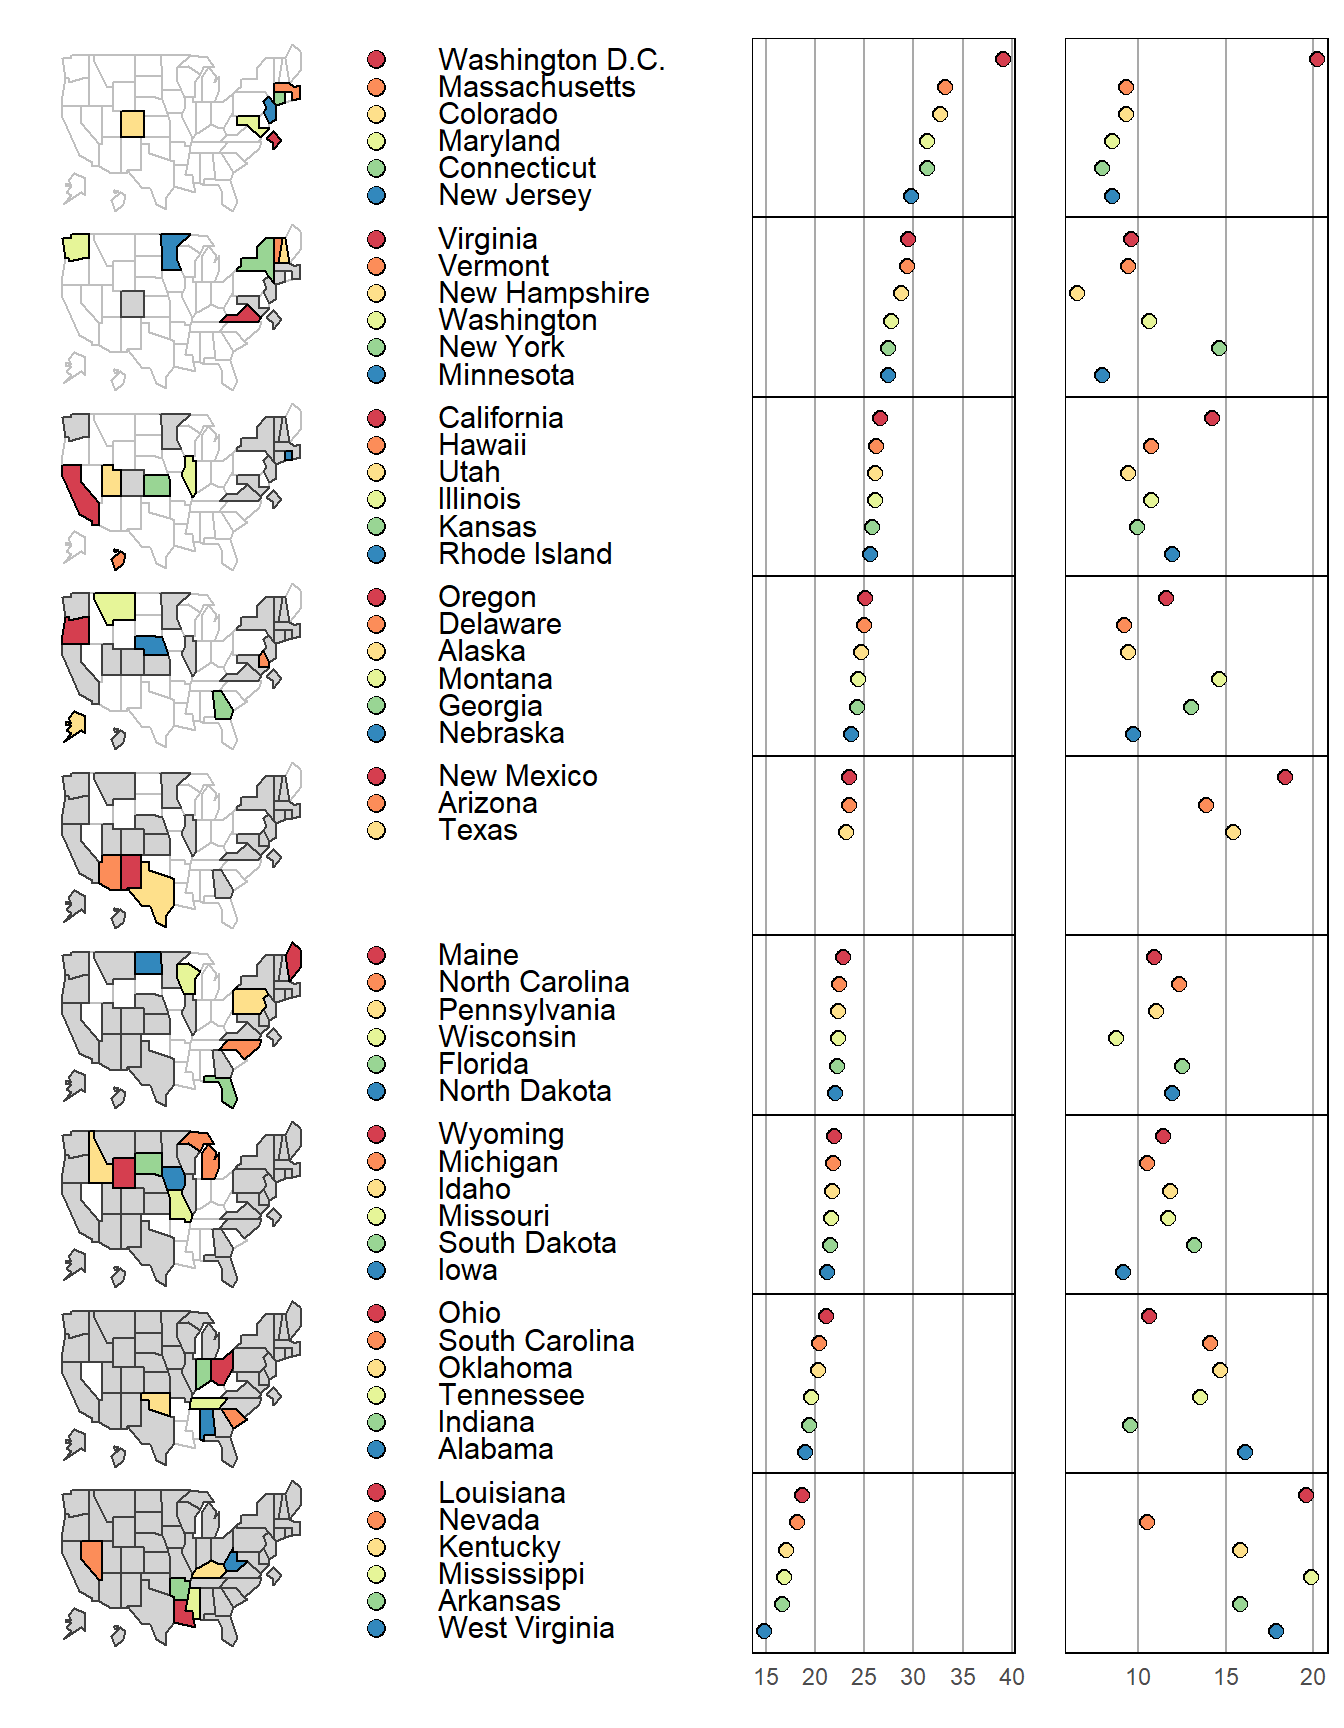 Washington D.C.
Massachusetts
Colorado
Maryland
Connecticut
New Jersey
Virginia
Vermont
New Hampshire
Washington
New York
Minnesota
California
Hawaii
Utah
Illinois
Kansas
Rhode Island
Oregon
Delaware
Alaska
Montana
Georgia
Nebraska
New Mexico
Arizona
Texas
Maine
North Carolina
Pennsylvania
Wisconsin
Florida
North Dakota
Wyoming
Michigan
Idaho
Missouri
South Dakota
Iowa
Ohio
South Carolina
Oklahoma
Tennessee
Indiana
Alabama
Louisiana
Nevada
Kentucky
Mississippi
Arkansas
West Virginia
15 20 25 30 35 40 10 15 20